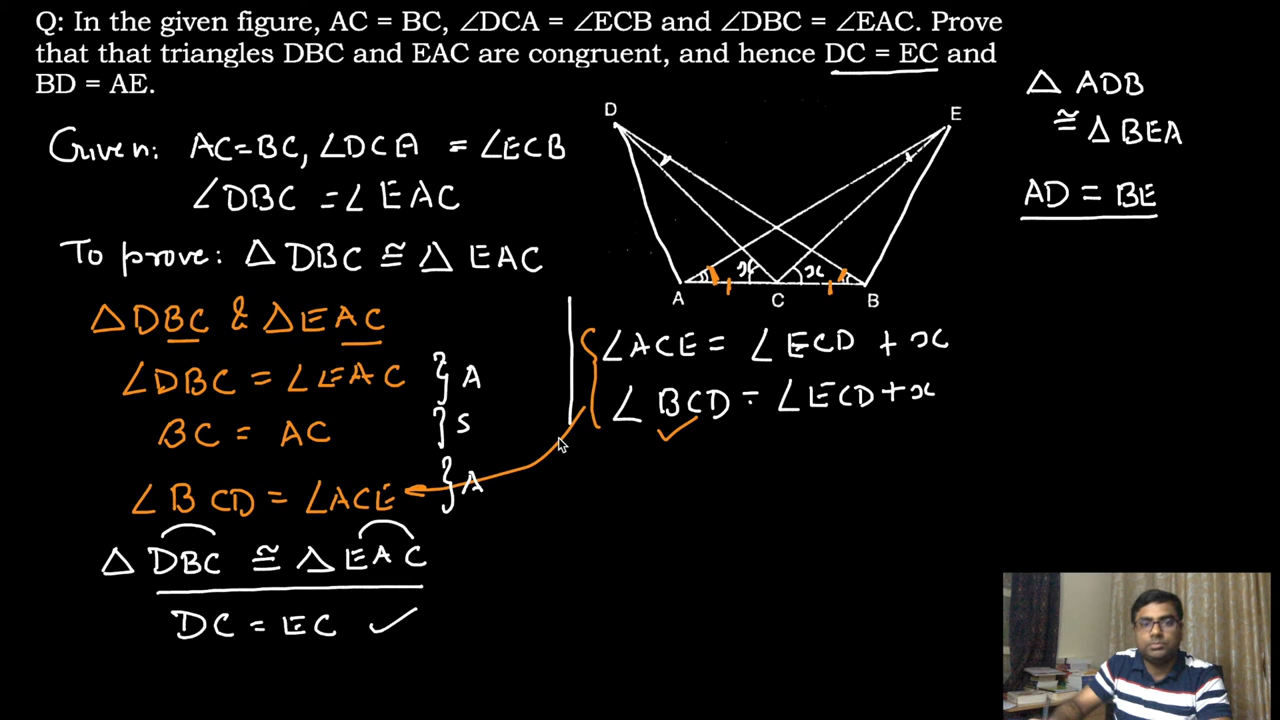 Q: In the given figure, AC = BC, ∠DCA = ∠ECB and ∠DBC = ∠EAC. Prove
that that triangles DBC and EAC are congruent, and hence DC = EC and
BD = AE.
Given: AC=BC, ∠DCA = ∠ECB
∠DBC = ∠EAC
To prove: △DBC ≅ △EAC
△DBC & △EAC
∠DBC = ∠EAC } A
BC = AC } S
∠BCD = ∠ACE } A
△DBC ≅ △EAC
DC = EC ✓
D
E
x
x
A
C
B
∠ACE = ∠ECD + x
∠BCD = ∠ECD + x
△ADB
≅ △BEA
AD = BE